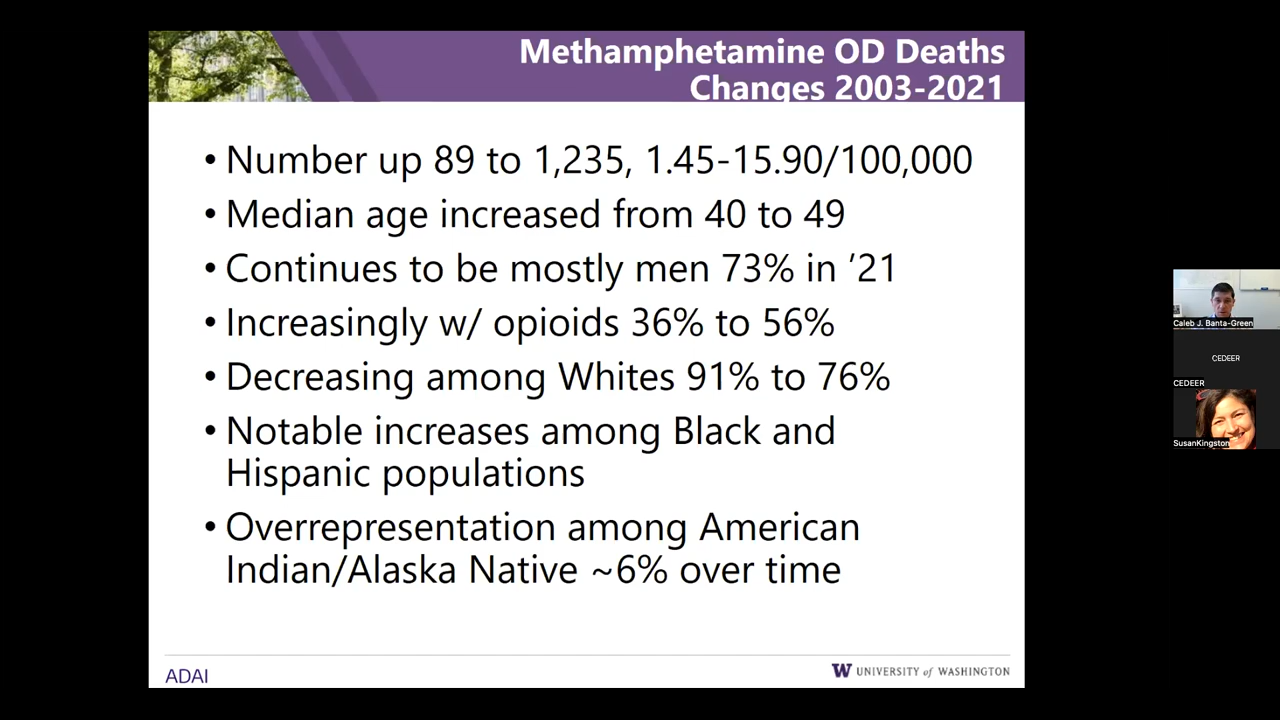 Methamphetamine OD Deaths
Changes 2003-2021
• Number up 89 to 1,235, 1.45-15.90/100,000
• Median age increased from 40 to 49
• Continues to be mostly men 73% in ’21
• Increasingly w/ opioids 36% to 56%
• Decreasing among Whites 91% to 76%
• Notable increases among Black and
Hispanic populations
• Overrepresentation among American
Indian/Alaska Native ~6% over time
ADAI
W UNIVERSITY of WASHINGTON
Caleb J. Banta-Green
CEDEER
CEDEER
SusanKingston